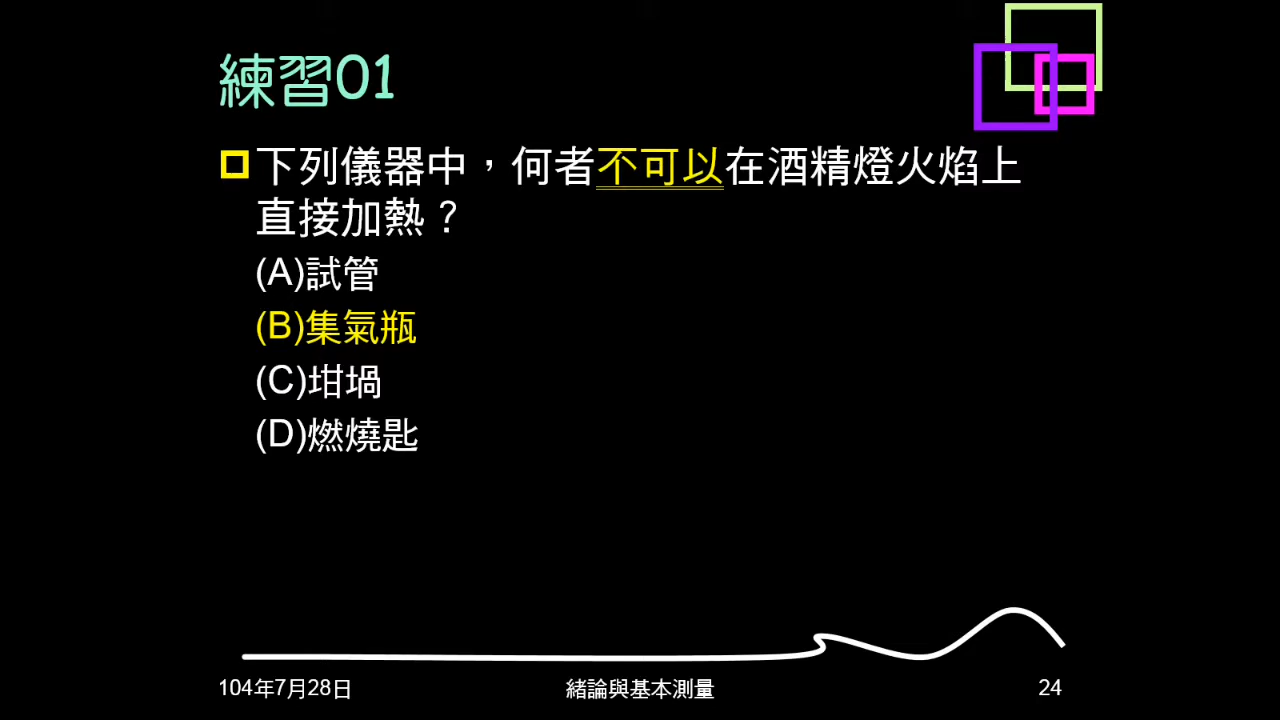 練習01
下列儀器中，何者不可以在酒精燈火焰上
直接加熱？
(A)試管
(B)集氣瓶
(C)坩堝
(D)燃燒匙
104年7月28日
緒論與基本測量
24